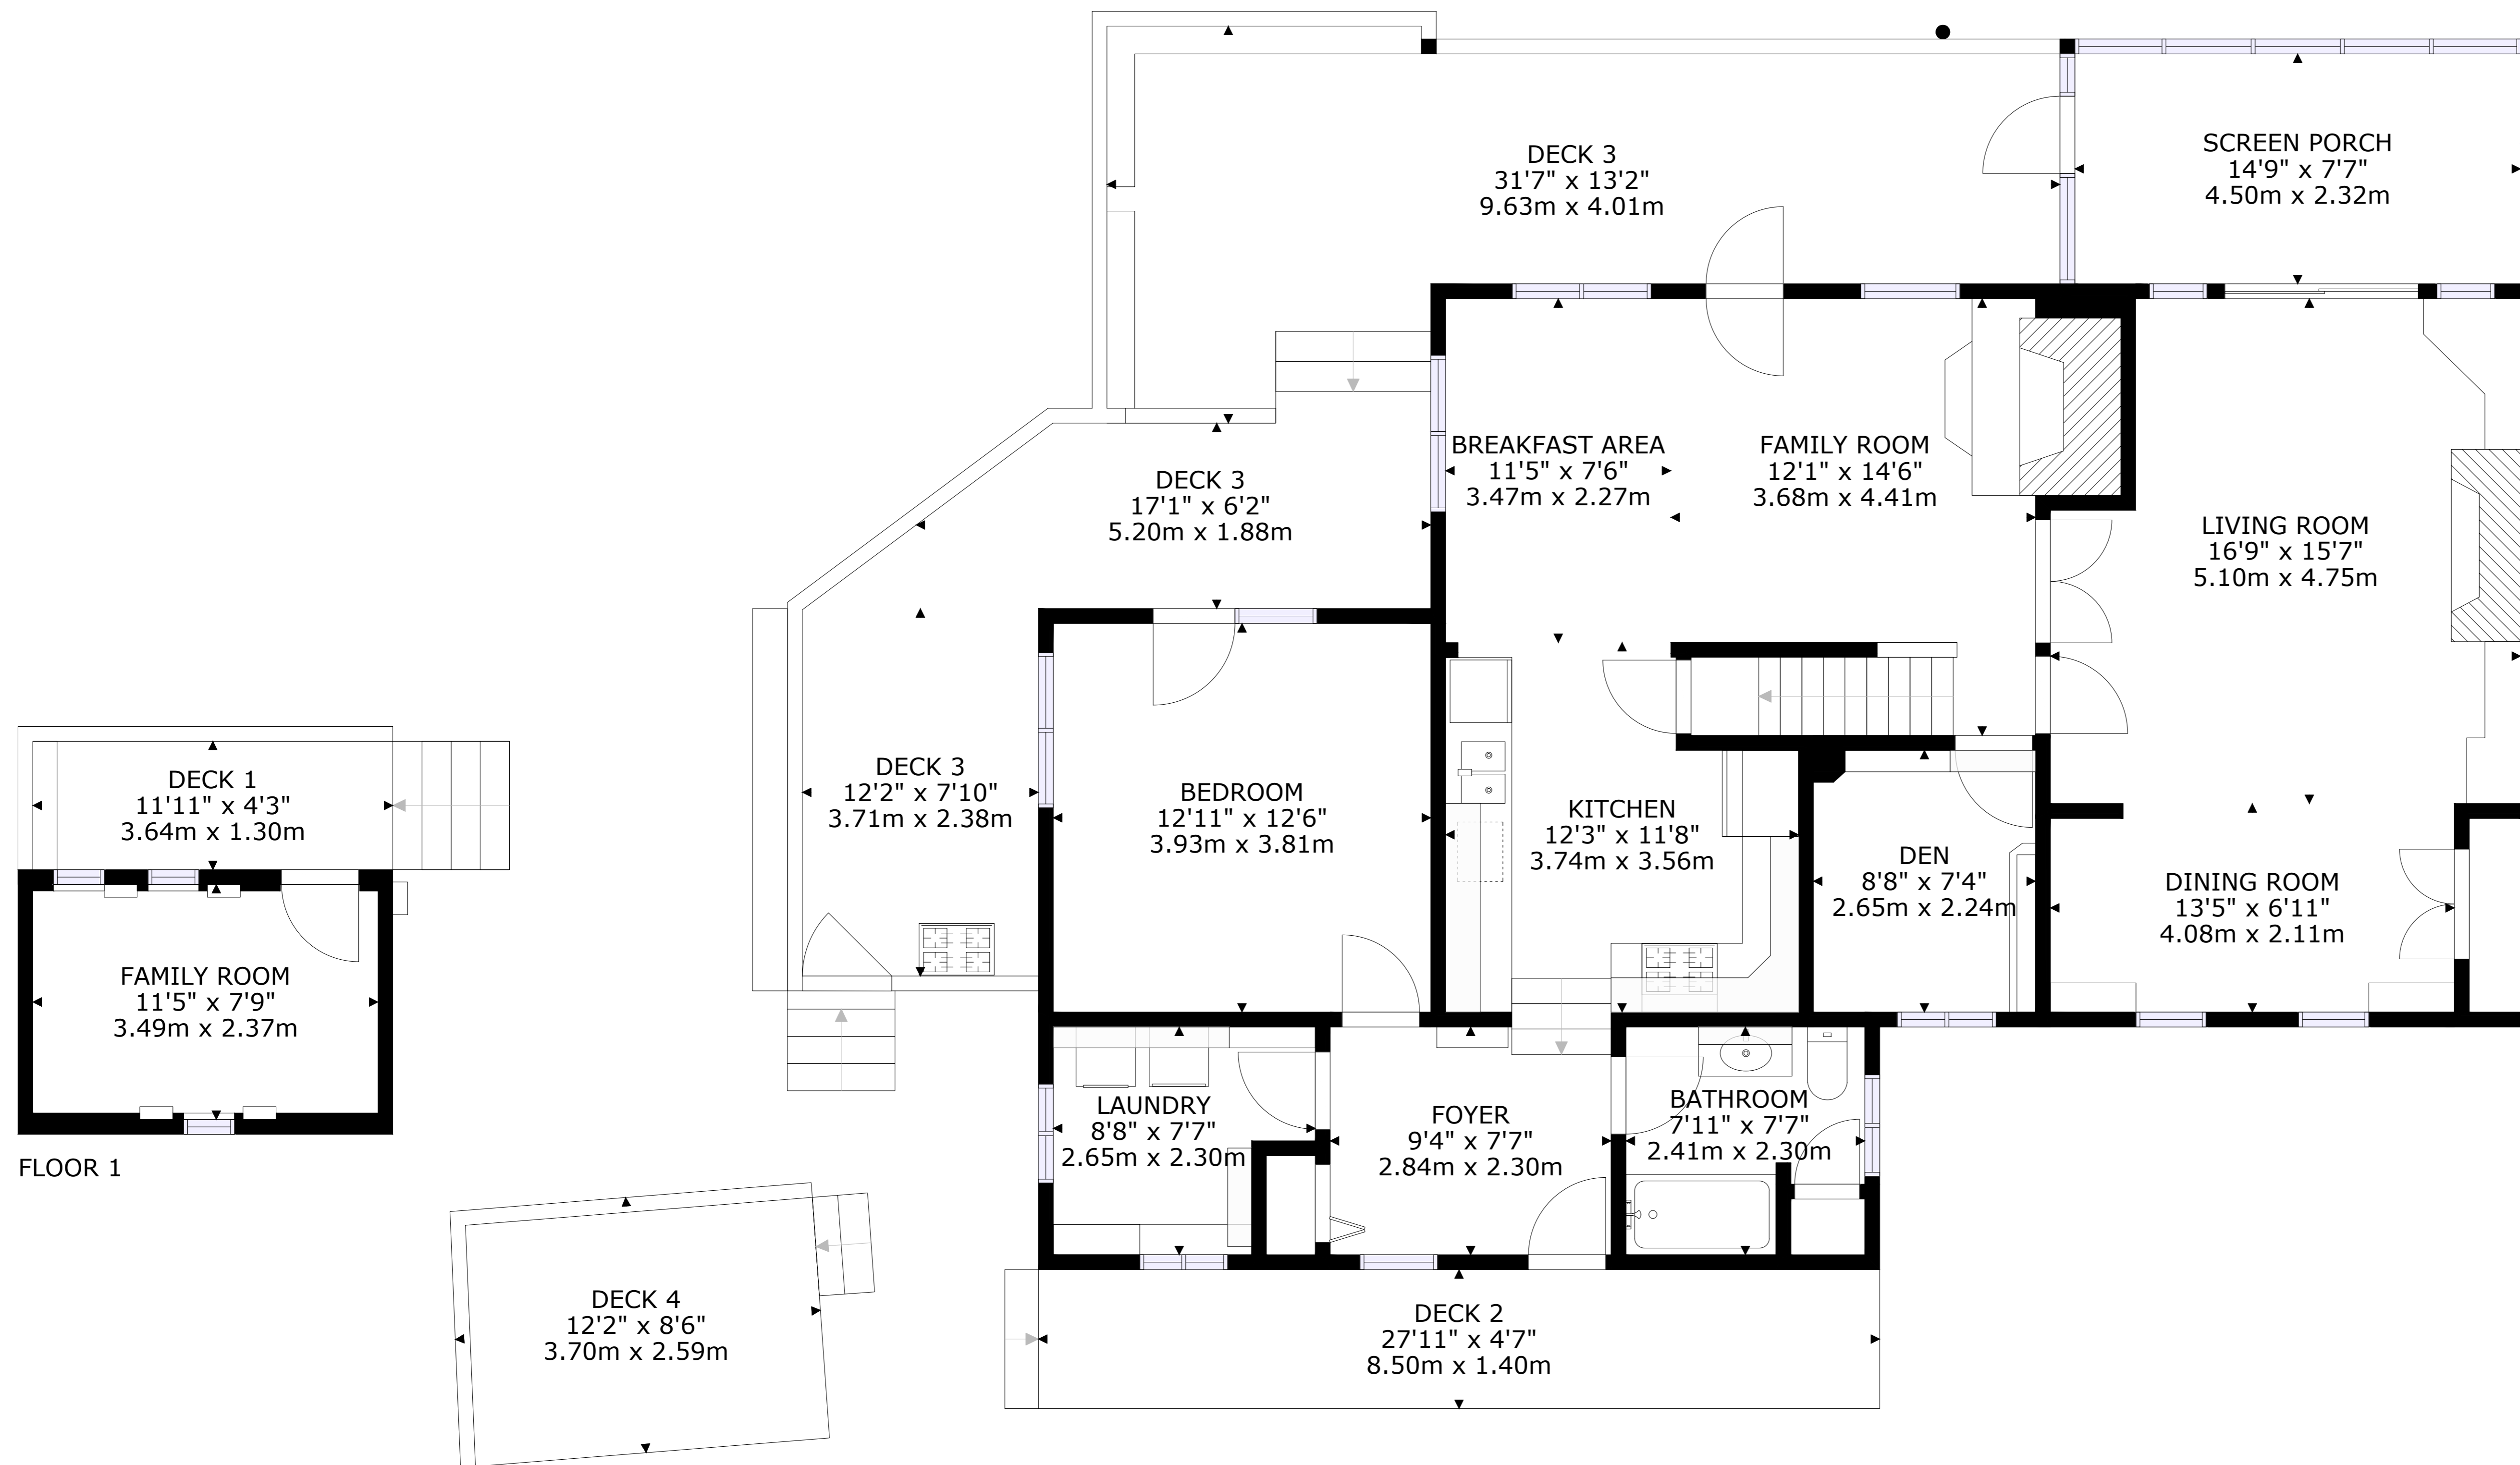 DECK 3
31'7" x 13'2"
9.63m x 4.01m
SCREEN PORCH
14'9" x 7'7"
4.50m x 2.32m
BREAKFAST AREA
11'5" x 7'6"
3.47m x 2.27m
FAMILY ROOM
12'1" x 14'6"
3.68m x 4.41m
DECK 3
17'1" x 6'2"
5.20m x 1.88m
LIVING ROOM
16'9" x 15'7"
5.10m x 4.75m
DECK 1
11'11" x 4'3"
3.64m x 1.30m
DECK 3
12'2" x 7'10"
3.71m x 2.38m
BEDROOM
12'11" x 12'6"
3.93m x 3.81m
KITCHEN
12'3" x 11'8"
3.74m x 3.56m
DEN
8'8" x 7'4"
2.65m x 2.24m
DINING ROOM
13'5" x 6'11"
4.08m x 2.11m
FAMILY ROOM
11'5" x 7'9"
3.49m x 2.37m
FLOOR 1
LAUNDRY
8'8" x 7'7"
2.65m x 2.30m
FOYER
9'4" x 7'7"
2.84m x 2.30m
BATHROOM
7'11" x 7'7"
2.41m x 2.30m
DECK 4
12'2" x 8'6"
3.70m x 2.59m
DECK 2
27'11" x 4'7"
8.50m x 1.40m